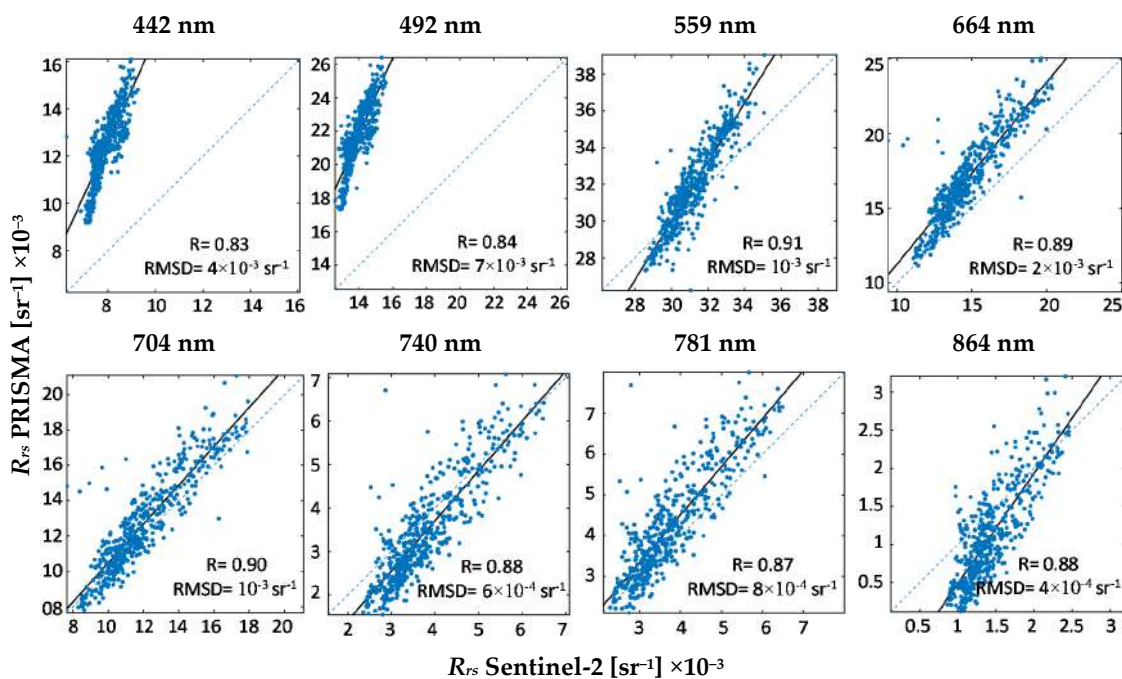 442 nm
492 nm
559 nm
664 nm
16
14
12
10
8
8 10 12 14 16
R= 0.83
RMSD= 4×10⁻³ sr⁻¹
26
24
22
20
18
16
14
14 16 18 20 22 24 26
R= 0.84
RMSD= 7×10⁻³ sr⁻¹
38
36
34
32
30
28
28 30 32 34 36 38
R= 0.91
RMSD= 10⁻³ sr⁻¹
25
20
15
10
10 15 20 25
R= 0.89
RMSD= 2×10⁻³ sr⁻¹
Rrs PRISMA [sr⁻¹] ×10⁻³
704 nm
740 nm
781 nm
864 nm
20
18
16
14
12
10
08
8 10 12 14 16 18 20
R= 0.90
RMSD= 10⁻³ sr⁻¹
7
6
5
4
3
2
2 3 4 5 6 7
R= 0.88
RMSD= 6×10⁻⁴ sr⁻¹
7
6
5
4
3
3 4 5 6 7
R= 0.87
RMSD= 8×10⁻⁴ sr⁻¹
3
2.5
2
1.5
1
0.5
0.5 1 1.5 2 2.5 3
R= 0.88
RMSD= 4×10⁻⁴ sr⁻¹
Rrs Sentinel-2 [sr⁻¹] ×10⁻³